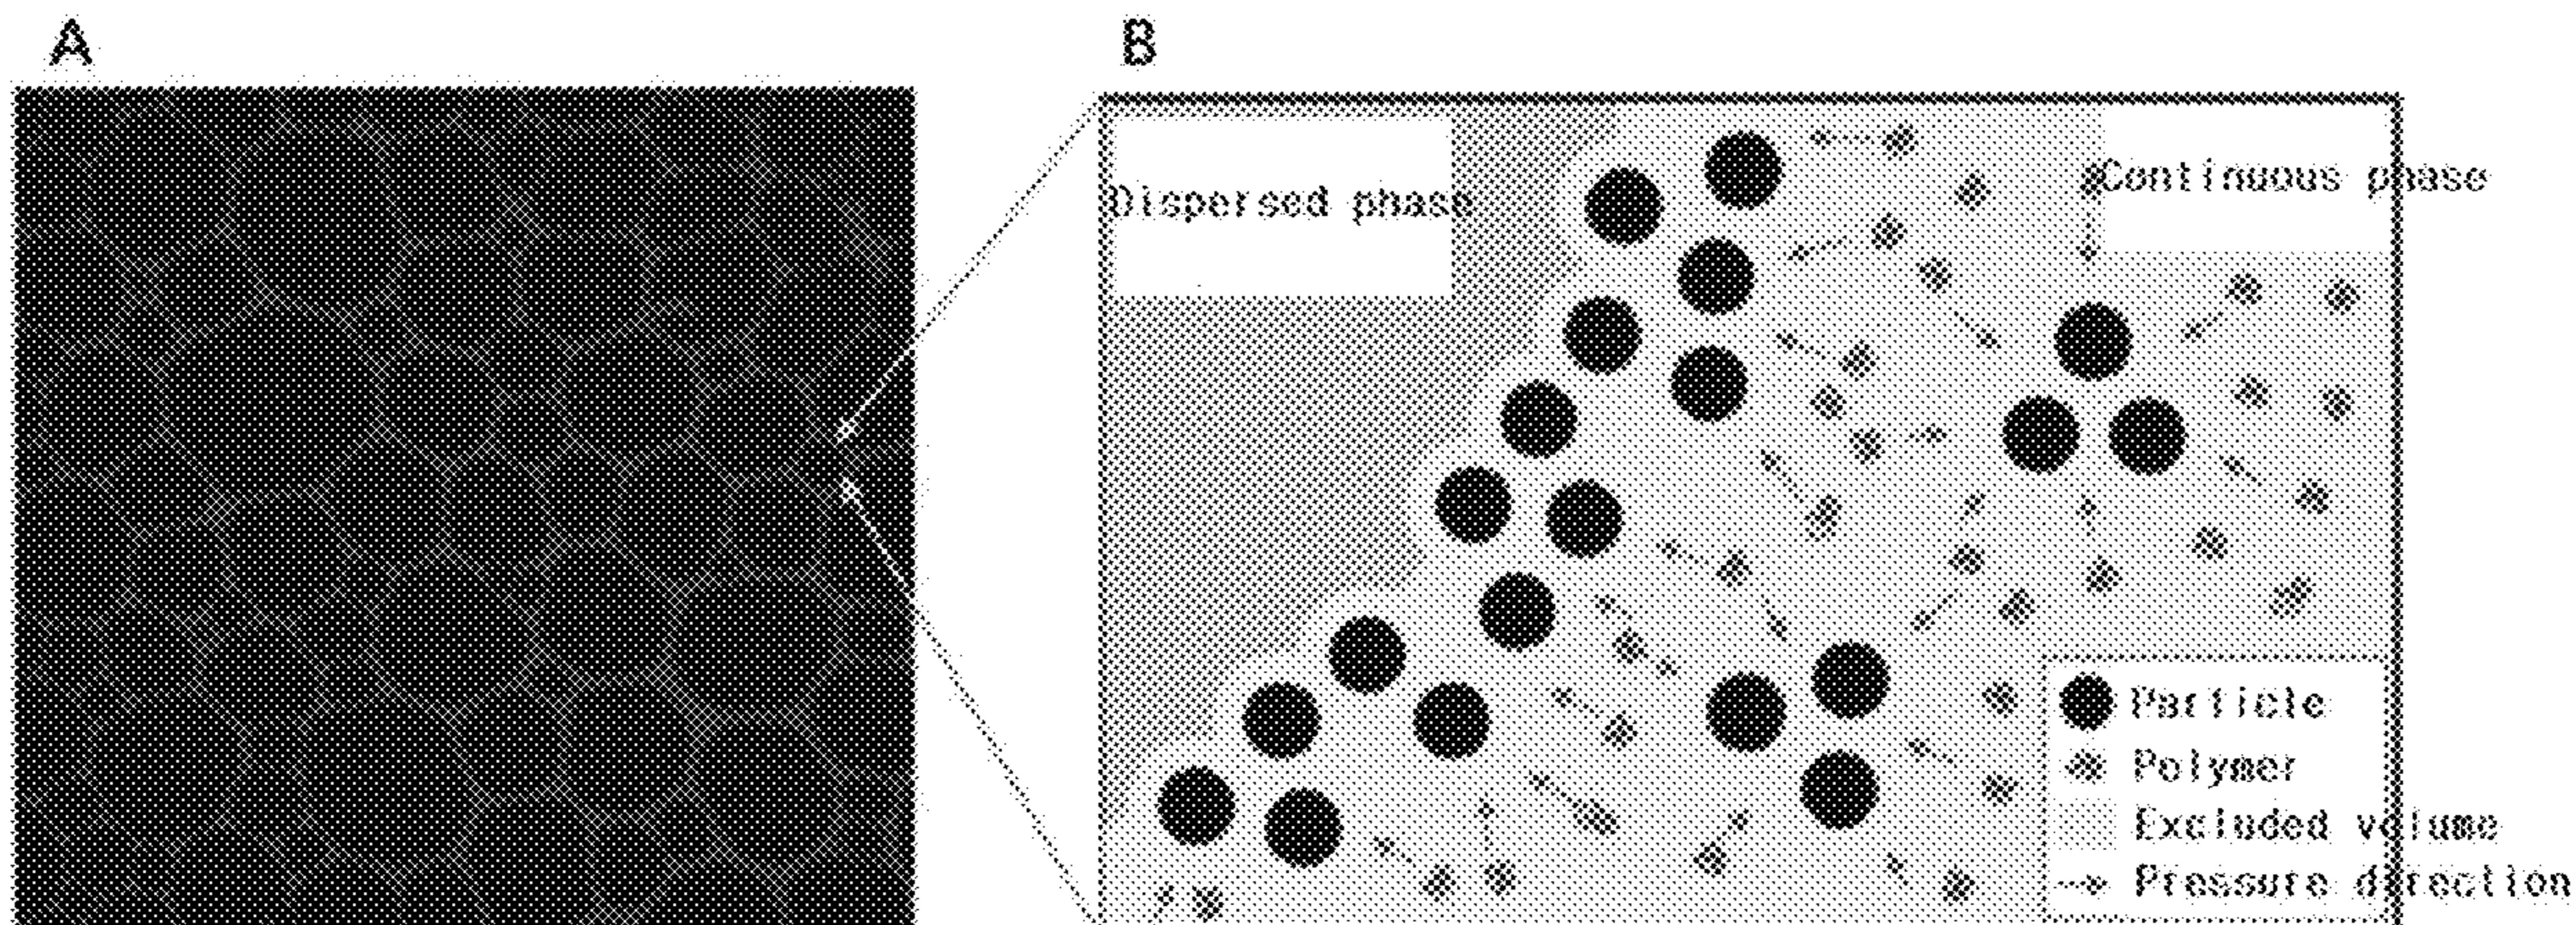 A
B
Dispersed phase
Continuous phase
Particle
Polymer
Excluded volume
Pressure direction